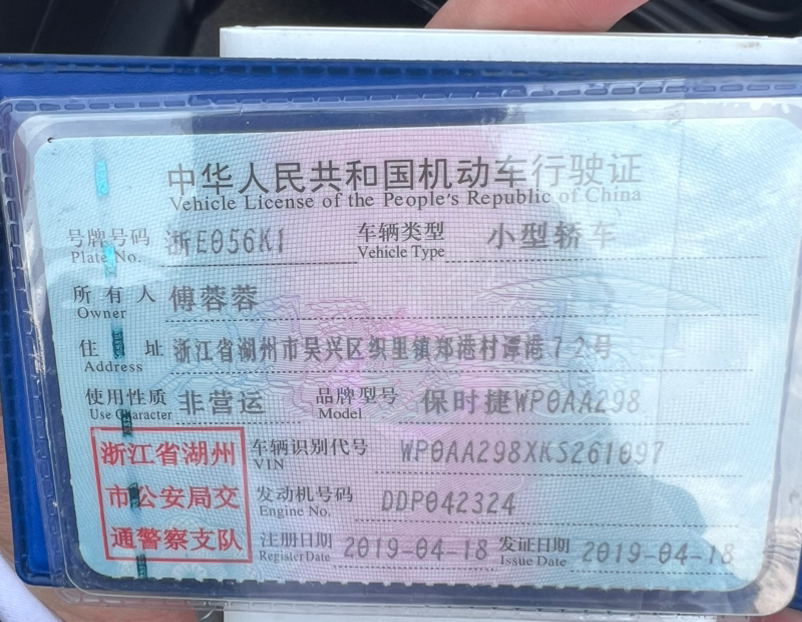 中华人民共和国机动车行驶证
Vehicle License of the People's Republic of China
号牌号码 浙E056K1 车辆类型 小型轿车
Plate No. Vehicle Type
所有人 傅蓉蓉
Owner
住址 浙江省湖州市吴兴区织里镇郑港村谭港72号
Address
使用性质 非营运 品牌型号 保时捷WP0AA298
Use Character Model
浙江省湖州 车辆识别代号 WP0AA298XKS261097
VIN
市公安局交 发动机号码 DDP042324
Engine No.
通警察支队 注册日期 2019-04-18 发证日期 2019-04-18
Register Date Issue Date